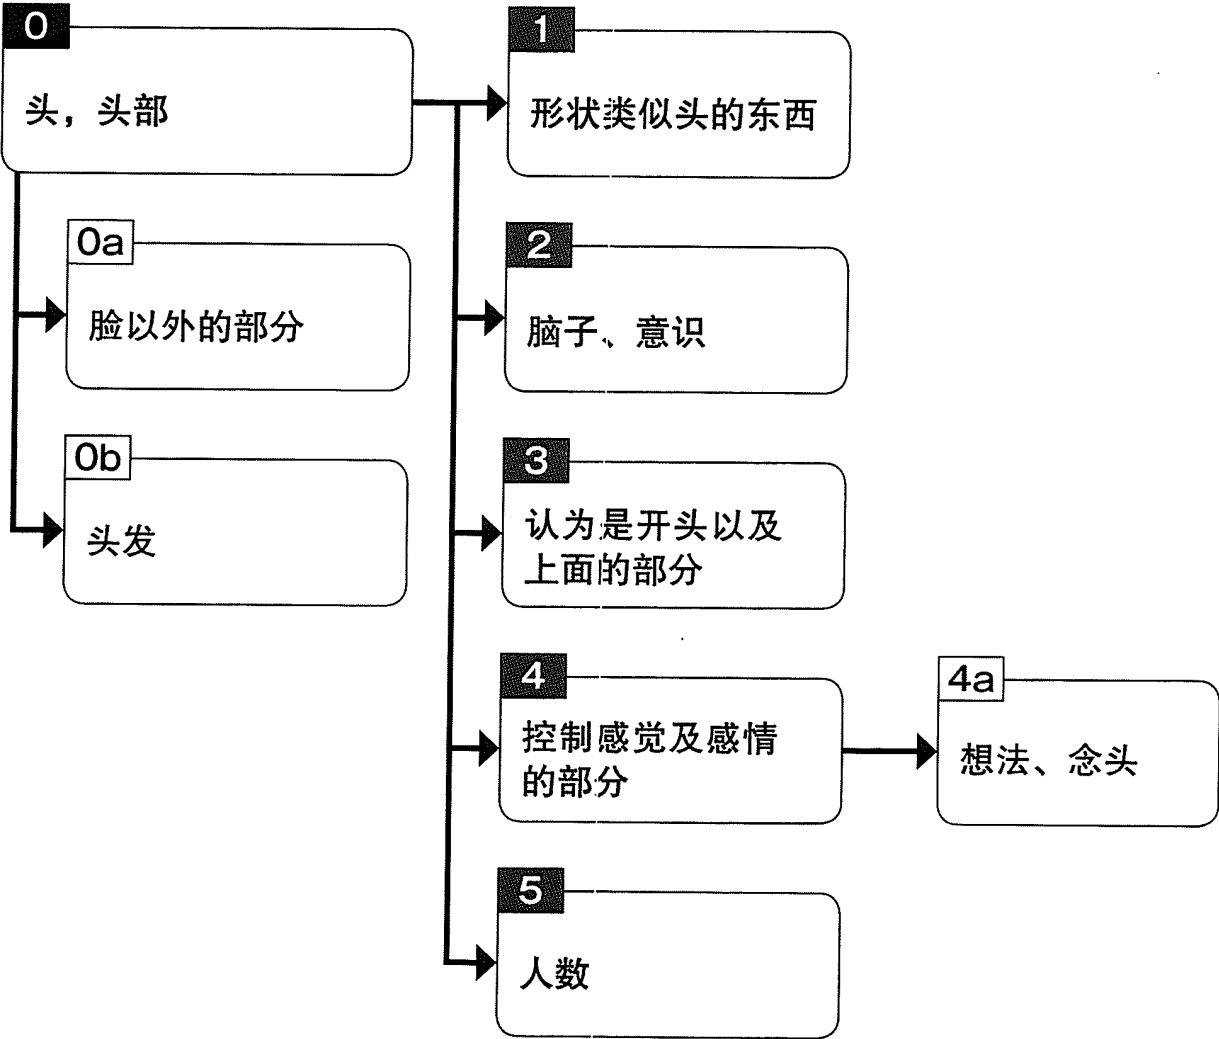 0
头，头部
0a
脸以外的部分
0b
头发
1
形状类似头的东西
2
脑子、意识
3
认为是开头以及
上面的部分
4
控制感觉及感情
的部分
4a
想法、念头
5
人数